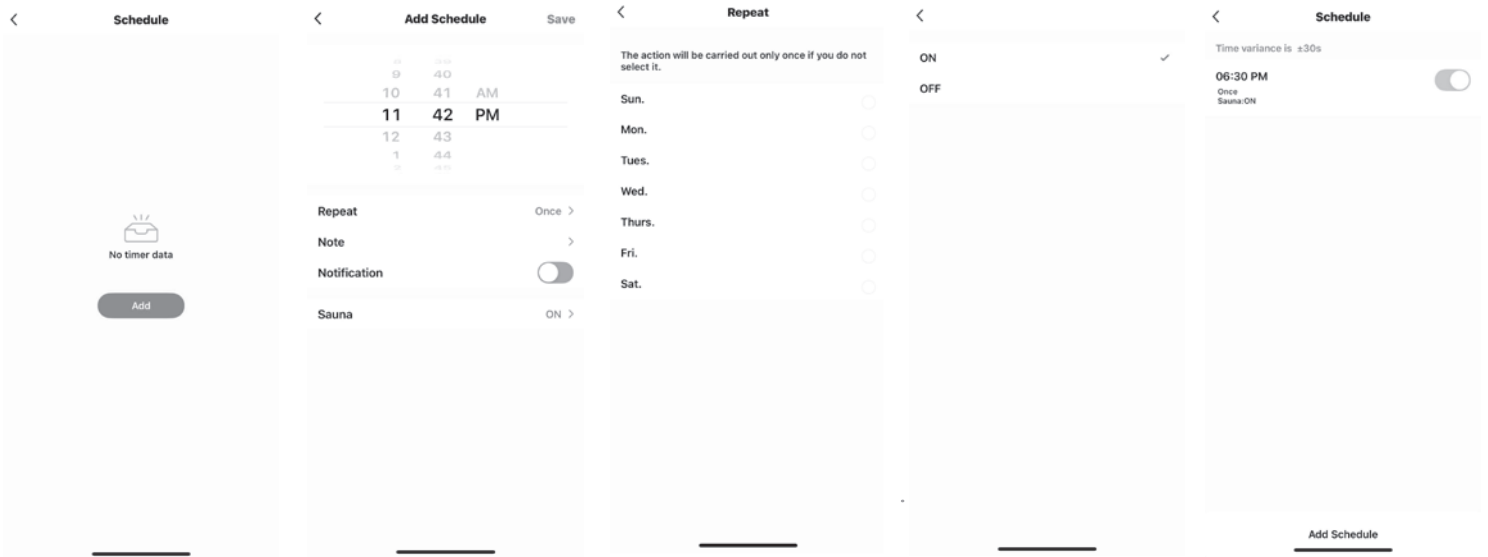 Schedule
No timer data
Add
Add Schedule
Save
9 40
10 41 AM
11 42 PM
12 43
1 44
Repeat Once
Note
Notification
Sauna ON
Repeat
The action will be carried out only once if you do not
select it.
Sun.
Mon.
Tues.
Wed.
Thurs.
Fri.
Sat.
ON
OFF
Schedule
Time variance is ±30s
06:30 PM
Once
Sauna:ON
Add Schedule